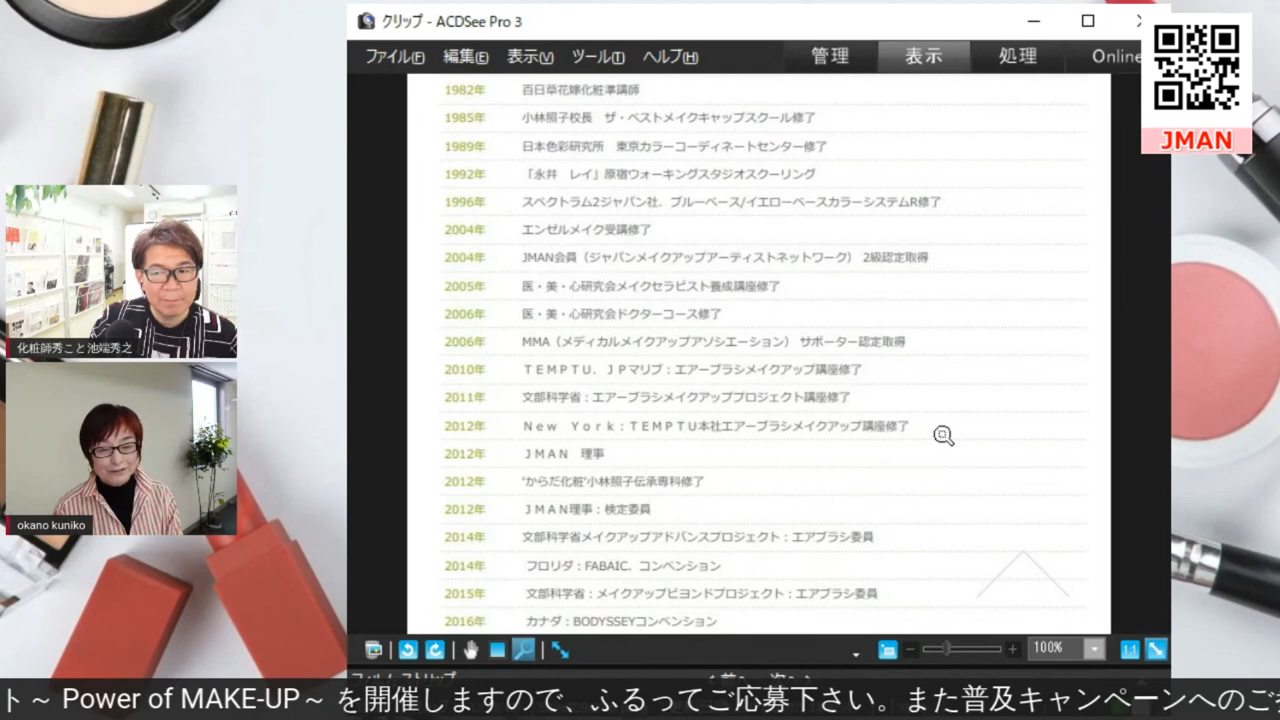 クリップ - ACDSee Pro 3
ファイル(F) 編集(E) 表示(V) ツール(T) ヘルプ(H) 管理 表示 処理 Online
JMAN
1982年 百日草花嫁化粧準講師
1985年 小林照子校長 ザ・ベストメイクキャップスクール修了
1989年 日本色彩研究所 東京カラーコーディネートセンター修了
1992年 「永井 レイ」原宿ウォーキングスタジオスクーリング
1996年 スペクトラム2ジャパン社．ブルーベース/イエローベースカラーシステムR修了
2004年 エンゼルメイク受講修了
2004年 JMAN会員（ジャパンメイクアップアーティストネットワーク） 2級認定取得
2005年 医・美・心研究会メイクセラピスト養成講座修了
2006年 医・美・心研究会ドクターコース修了
2006年 MMA（メディカルメイクアップアソシエーション） サポーター認定取得
2010年 ＴＥＭＰＴＵ．ＪＰマリブ：エアーブラシメイクアップ講座修了
2011年 文部科学省：エアーブラシメイクアッププロジェクト講座修了
2012年 Ｎｅｗ Ｙｏｒｋ：ＴＥＭＰＴＵ本社エアーブラシメイクアップ講座修了
2012年 ＪＭＡＮ 理事
2012年 'からだ化粧'小林照子伝承専科修了
2012年 ＪＭＡＮ理事：検定委員
2014年 文部科学省メイクアップアドバンスプロジェクト：エアブラシ委員
2014年 フロリダ：FABAIC、コンベンション
2015年 文部科学省：メイクアップビヨンドプロジェクト：エアブラシ委員
2016年 カナダ：BODYSSEYコンベンション
化粧師秀こと池端秀之
okano kuniko
100%
1:1
ト～ Power of MAKE-UP～ を開催しますので、ふるってご応募下さい。また普及キャンペーンへのご